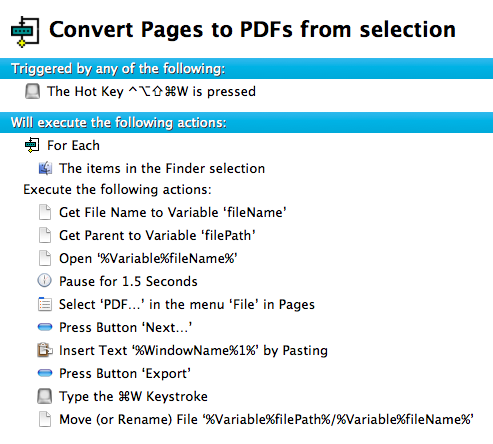 Convert Pages to PDFs from selection
Triggered by any of the following:
The Hot Key ^⌥⇧⌘W is pressed
Will execute the following actions:
For Each
The items in the Finder selection
Execute the following actions:
Get File Name to Variable ‘fileName’
Get Parent to Variable ‘filePath’
Open ‘%Variable%fileName%’
Pause for 1.5 Seconds
Select ‘PDF…’ in the menu ‘File’ in Pages
Press Button ‘Next…’
Insert Text ‘%WindowName%1%’ by Pasting
Press Button ‘Export’
Type the ⌘W Keystroke
Move (or Rename) File ‘%Variable%filePath%/%Variable%fileName%’